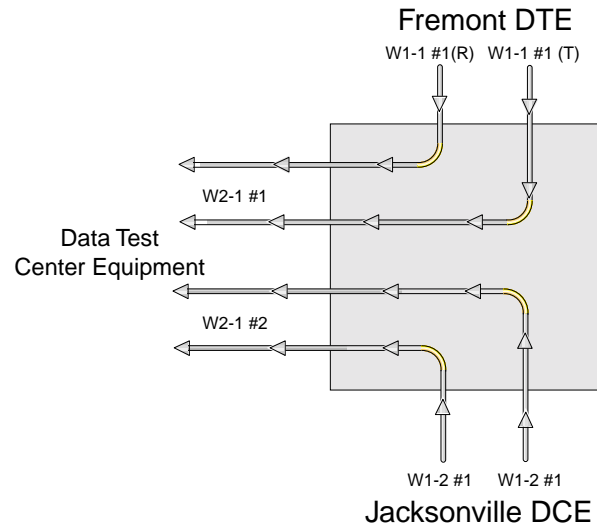 Fremont DTE
W1-1 #1(R) W1-1 #1 (T)
W2-1 #1
Data Test
Center Equipment
W2-1 #2
W1-2 #1 W1-2 #1
Jacksonville DCE